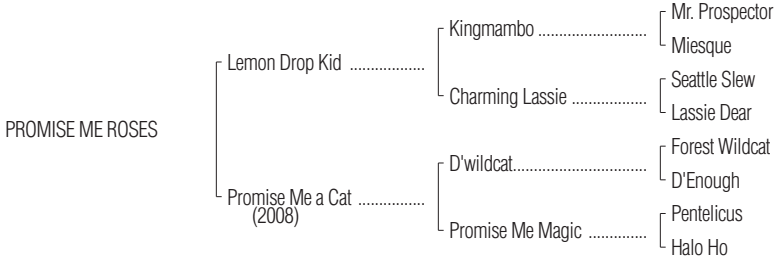 Mr. Prospector
Kingmambo ..........................
Miesque
Lemon Drop Kid ..................
Seattle Slew
Charming Lassie ..................
Lassie Dear
PROMISE ME ROSES
Forest Wildcat
D'wildcat................................
D'Enough
Promise Me a Cat ................
(2008)
Pentelicus
Promise Me Magic ..............
Halo Ho